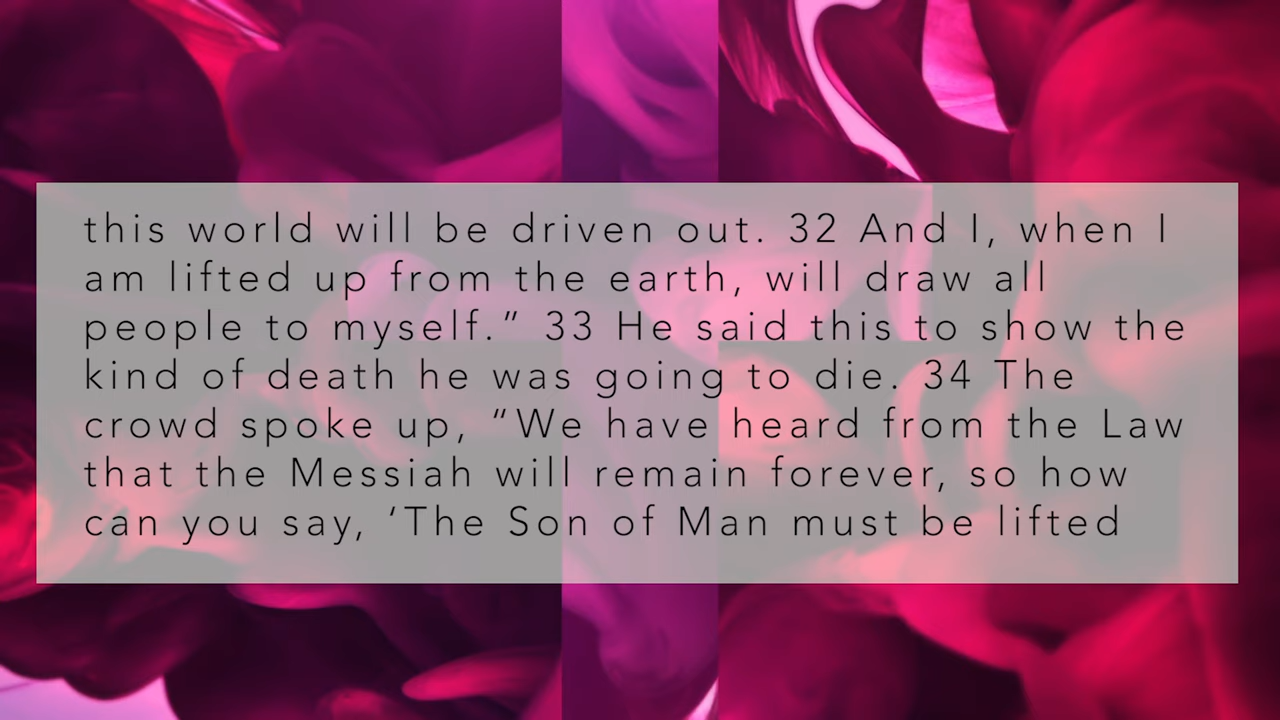 this world will be driven out. 32 And I, when I
am lifted up from the earth, will draw all
people to myself.” 33 He said this to show the
kind of death he was going to die. 34 The
crowd spoke up, “We have heard from the Law
that the Messiah will remain forever, so how
can you say, ‘The Son of Man must be lifted